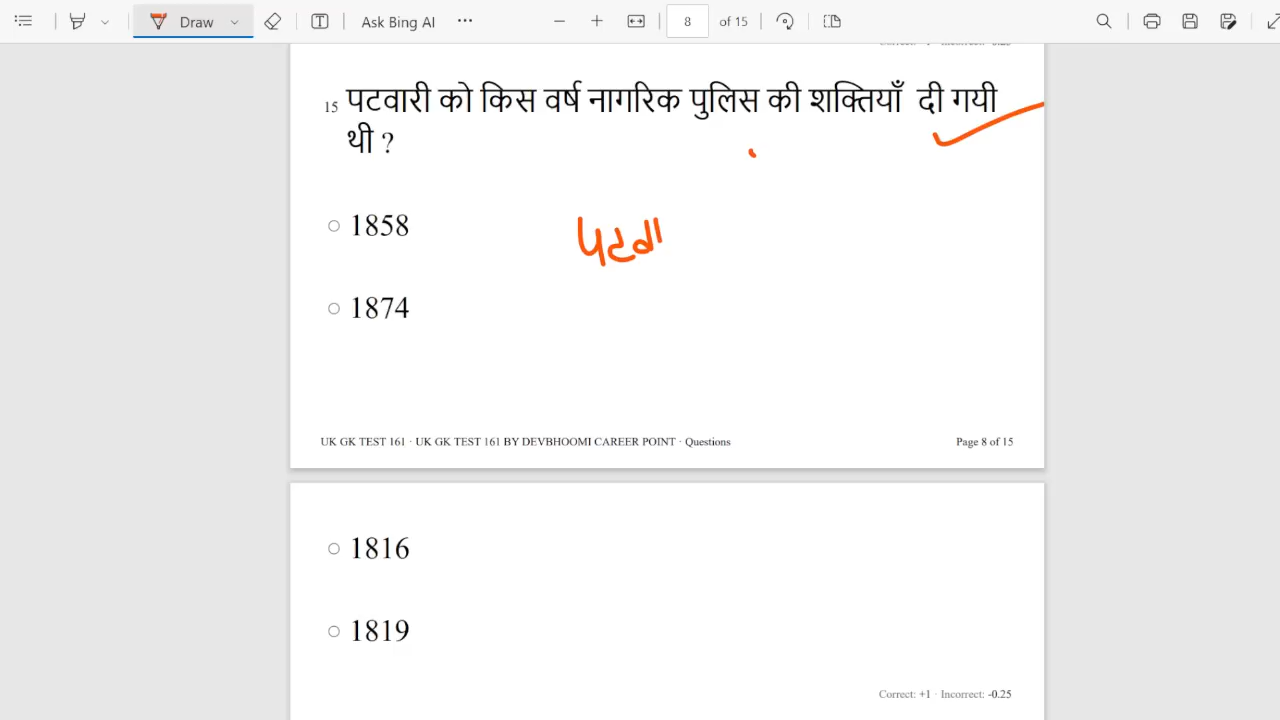 Draw
Ask Bing AI
8 of 15
15 पटवारी को किस वर्ष नागरिक पुलिस की शक्तियाँ दी गयी
थी ?
1858
पटवा
1874
UK GK TEST 161 · UK GK TEST 161 BY DEVBHOOMI CAREER POINT · Questions
Page 8 of 15
1816
1819
Correct: +1 · Incorrect: -0.25